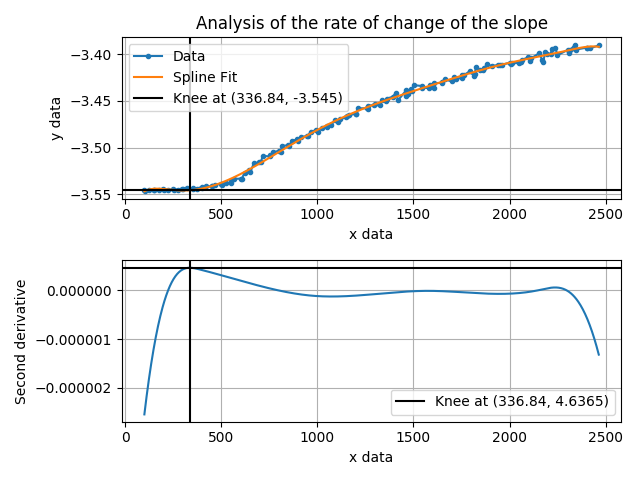 Analysis of the rate of change of the slope
−3.40
−3.45
−3.50
−3.55
y data
Data
Spline Fit
Knee at (336.84, -3.545)
0
500
1000
1500
2000
2500
x data
0.000000
−0.000001
−0.000002
Second derivative
Knee at (336.84, 4.6365)
0
500
1000
1500
2000
2500
x data